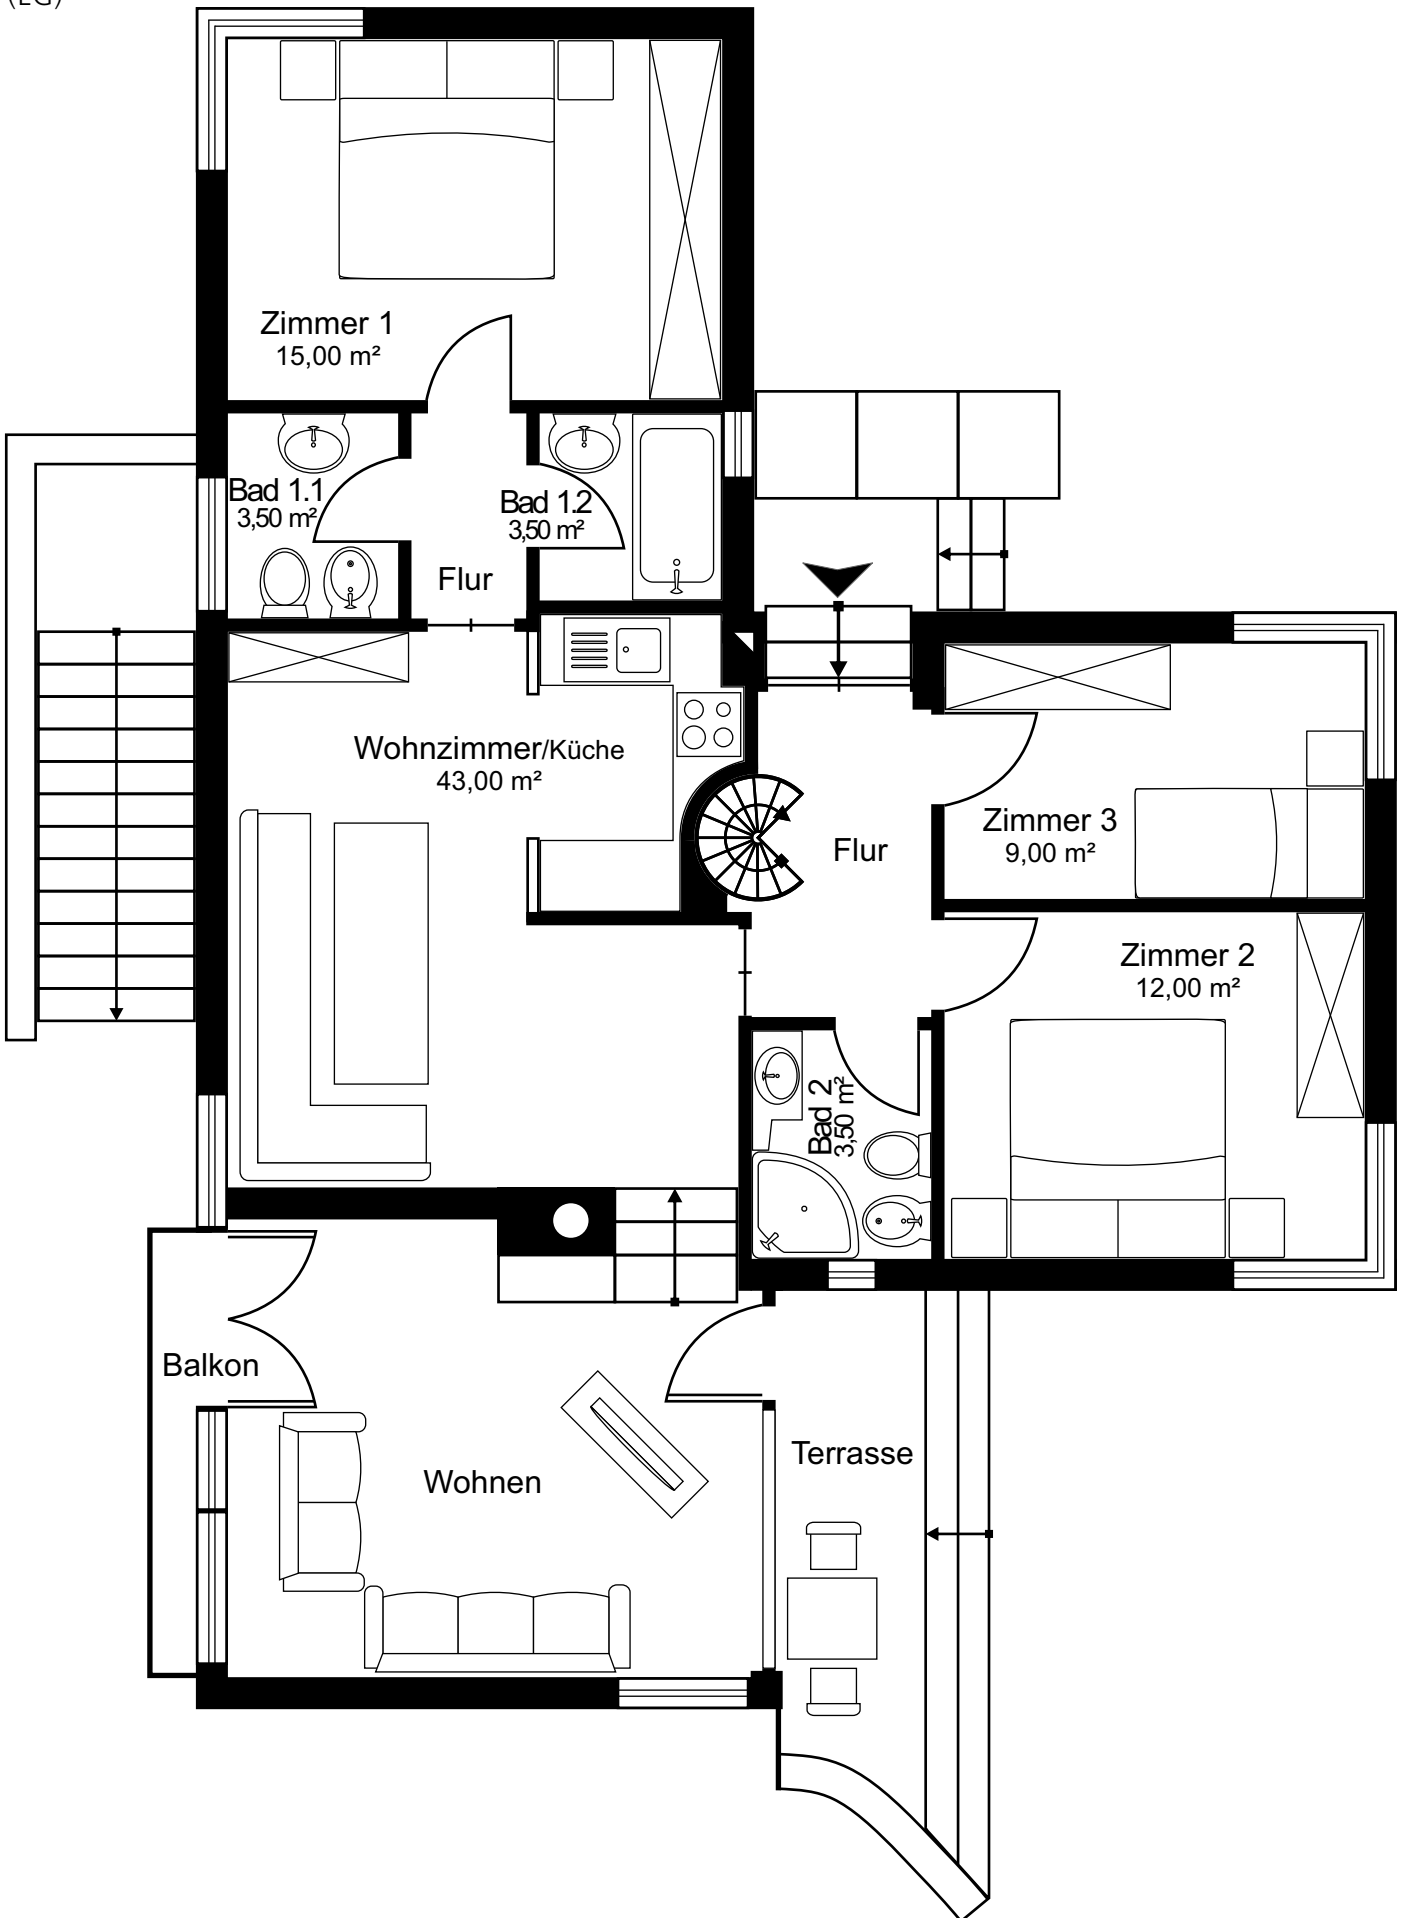 (EG)
Zimmer 1
15,00 m²
Bad 1.1
3,50 m²
Bad 1.2
3,50 m²
Flur
Wohnzimmer/Küche
43,00 m²
Flur
Zimmer 3
9,00 m²
Zimmer 2
12,00 m²
Bad 2
3,50 m²
Balkon
Wohnen
Terrasse